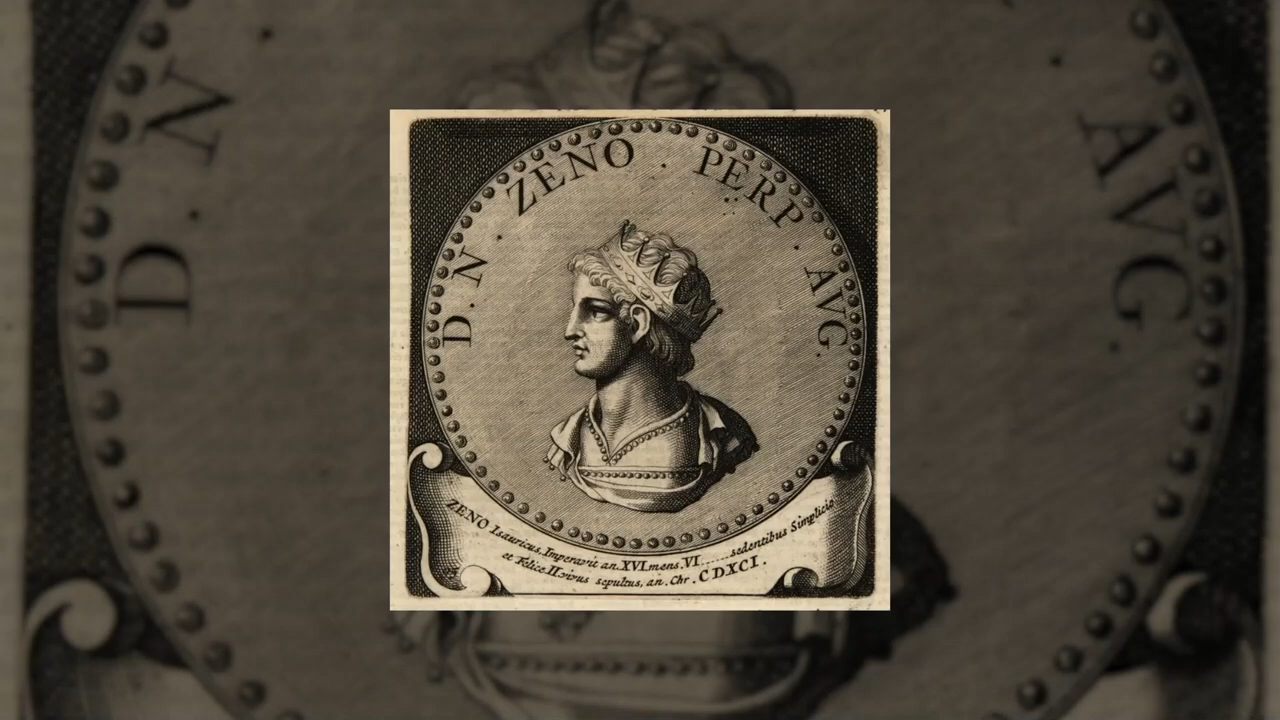 D. N. ZENO . PERP . AVG.
ZENO Isauricus. Imperavit an. XVI. mens. VI....... sedentibus Simplicio
et Felice II. vivus sepultus, an. Chr. CDXCI.